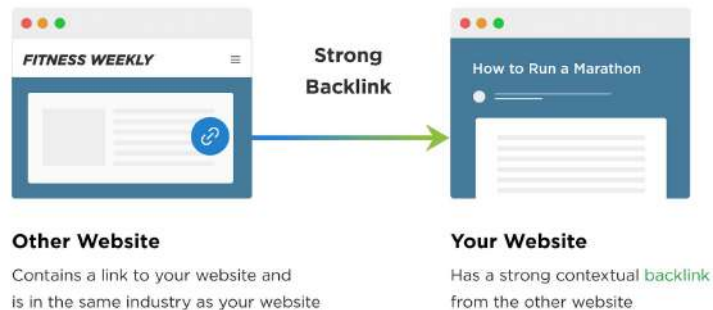 FITNESS WEEKLY
Strong
Backlink
How to Run a Marathon
Other Website
Contains a link to your website and
is in the same industry as your website
Your Website
Has a strong contextual backlink
from the other website